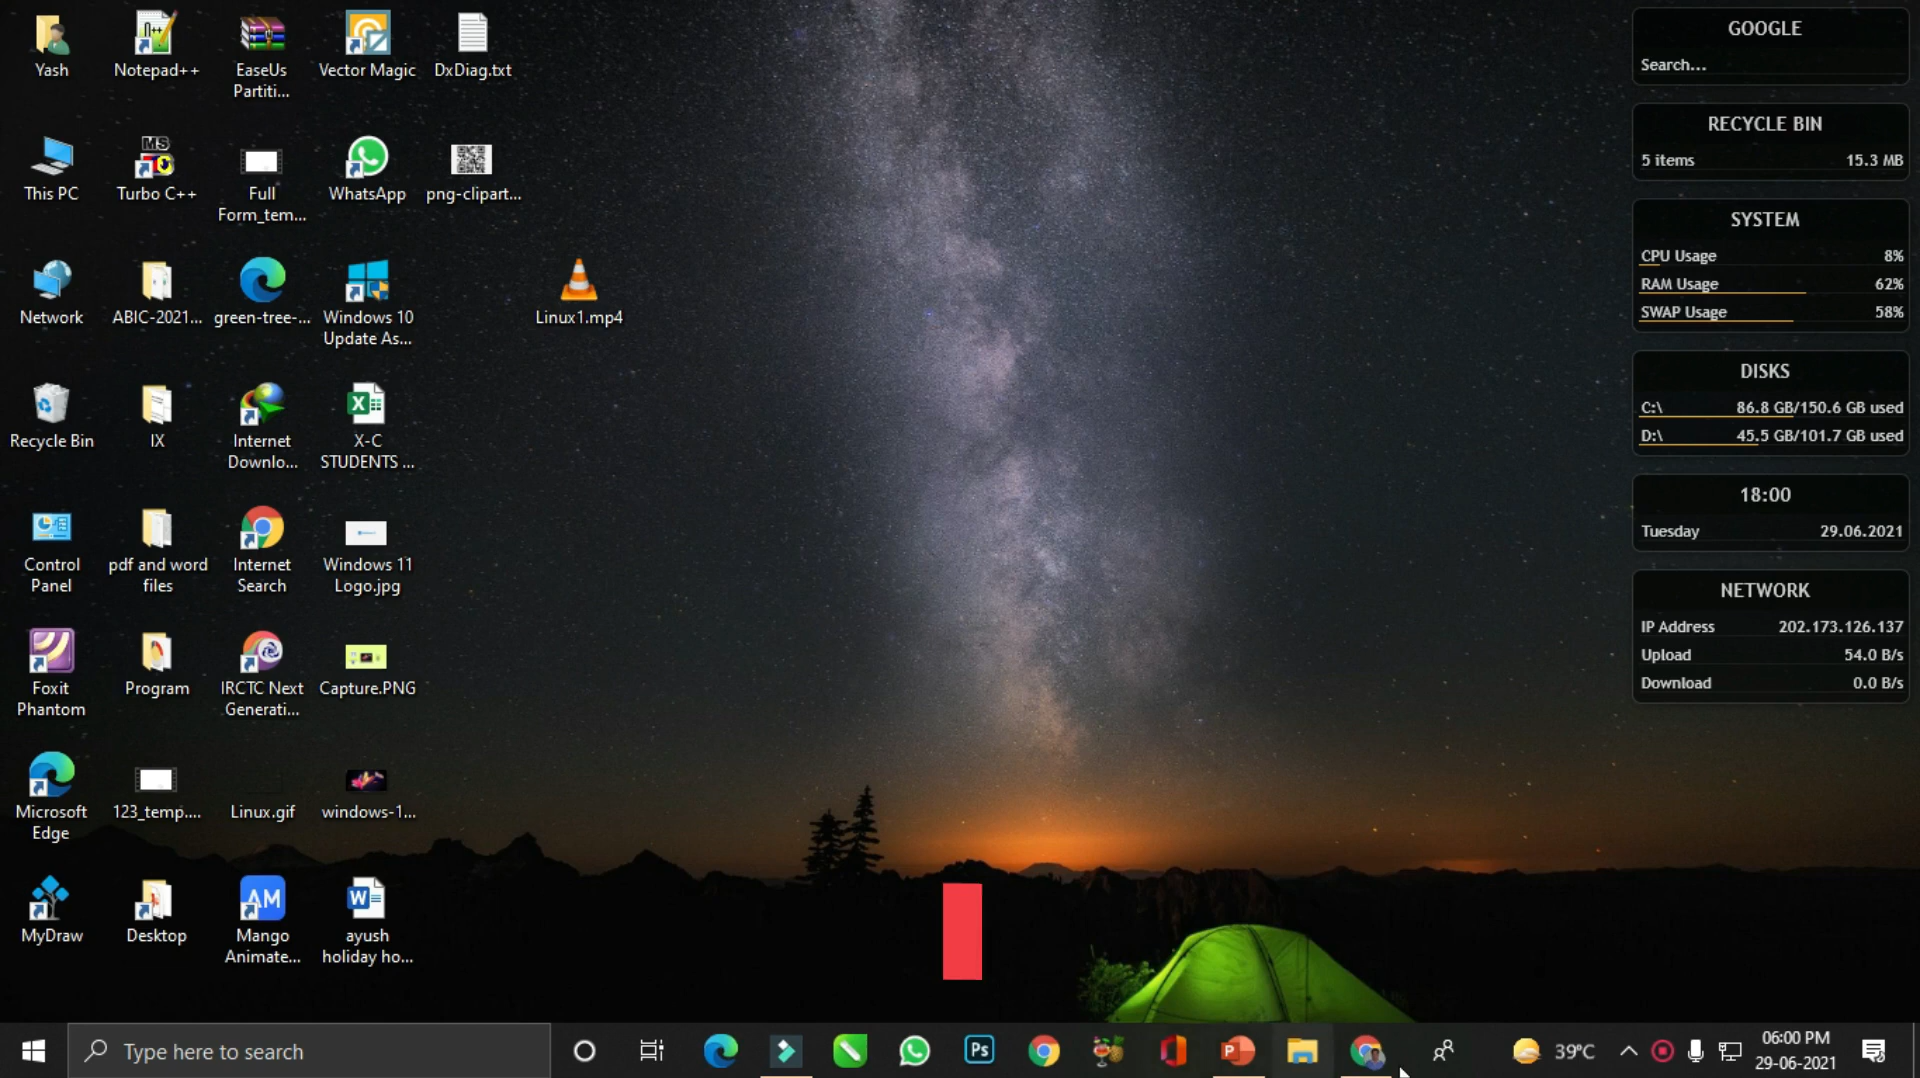 Yash
Notepad++
EaseUs
Partiti...
Vector Magic
DxDiag.txt
This PC
MS
Turbo C++
Full
Form_tem...
WhatsApp
png-clipart...
Network
ABIC-2021...
green-tree-...
Windows 10
Update As...
Linux1.mp4
Recycle Bin
IX
Internet
Downlo...
X-C
STUDENTS ...
Control
Panel
pdf and word
files
Internet
Search
Windows 11
Logo.jpg
Foxit
Phantom
Program
IRCTC Next
Generati...
Capture.PNG
Microsoft
Edge
123_temp....
Linux.gif
windows-1...
MyDraw
Desktop
AM
Mango
Animate...
ayush
holiday ho...
GOOGLE
Search...
RECYCLE BIN
5 items 15.3 MB
SYSTEM
CPU Usage 8%
RAM Usage 62%
SWAP Usage 58%
DISKS
C:\ 86.8 GB/150.6 GB used
D:\ 45.5 GB/101.7 GB used
18:00
Tuesday 29.06.2021
NETWORK
IP Address 202.173.126.137
Upload 54.0 B/s
Download 0.0 B/s
Type here to search
Ps
39°C
06:00 PM
29-06-2021